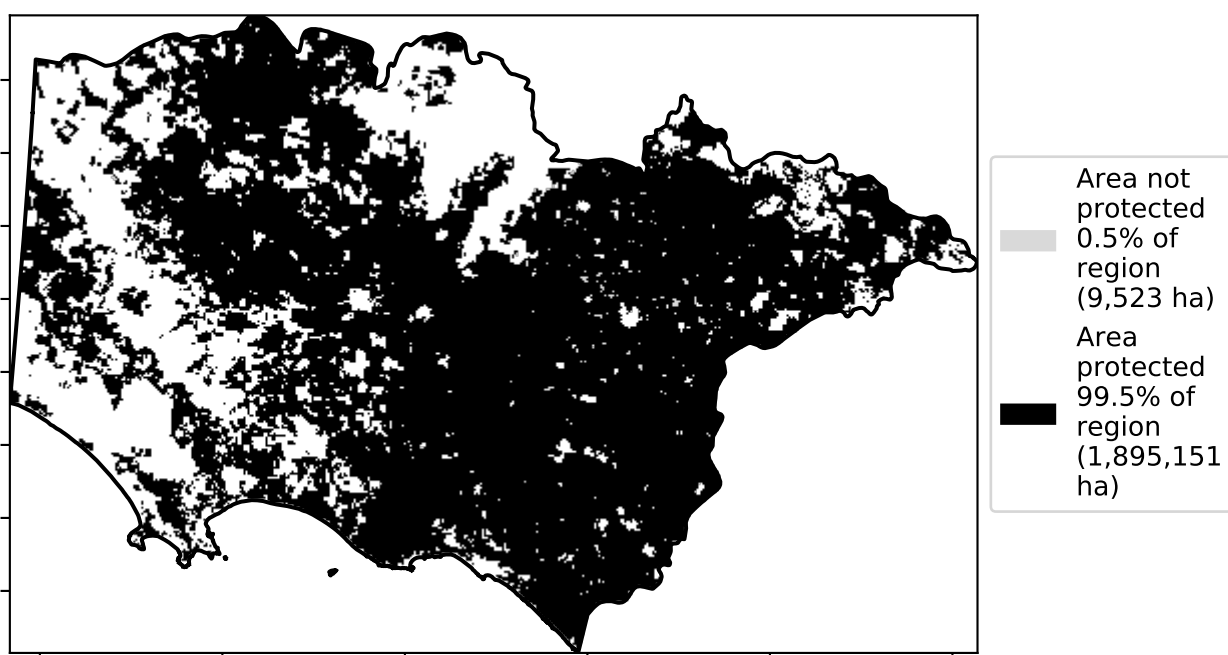 Area not
protected
0.5% of
region
(9,523 ha)
Area
protected
99.5% of
region
(1,895,151
ha)